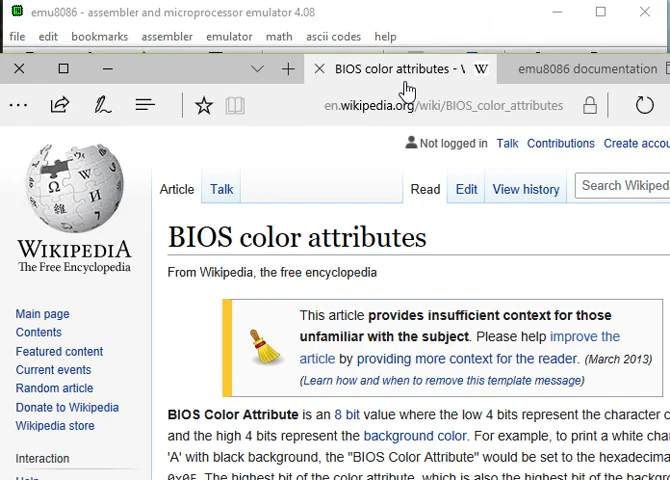 emu8086 - assembler and microprocessor emulator 4.08
file edit bookmarks assembler emulator math ascii codes help
BIOS color attributes - W emu8086 documentation
en.wikipedia.org/wiki/BIOS_color_attributes
Not logged in Talk Contributions Create accou
Article Talk Read Edit View history Search Wikiped
WIKIPEDIA
The Free Encyclopedia
BIOS color attributes
From Wikipedia, the free encyclopedia
This article provides insufficient context for those
unfamiliar with the subject. Please help improve the
article by providing more context for the reader. (March 2013)
(Learn how and when to remove this template message)
Main page
Contents
Featured content
Current events
Random article
Donate to Wikipedia
Wikipedia store
Interaction
BIOS Color Attribute is an 8 bit value where the low 4 bits represent the character c
and the high 4 bits represent the background color. For example, to print a white cha
'A' with black background, the "BIOS Color Attribute" would be set to the hexadecima
0x0F. The highest bit of the color attribute, which is also the highest bit of the backg